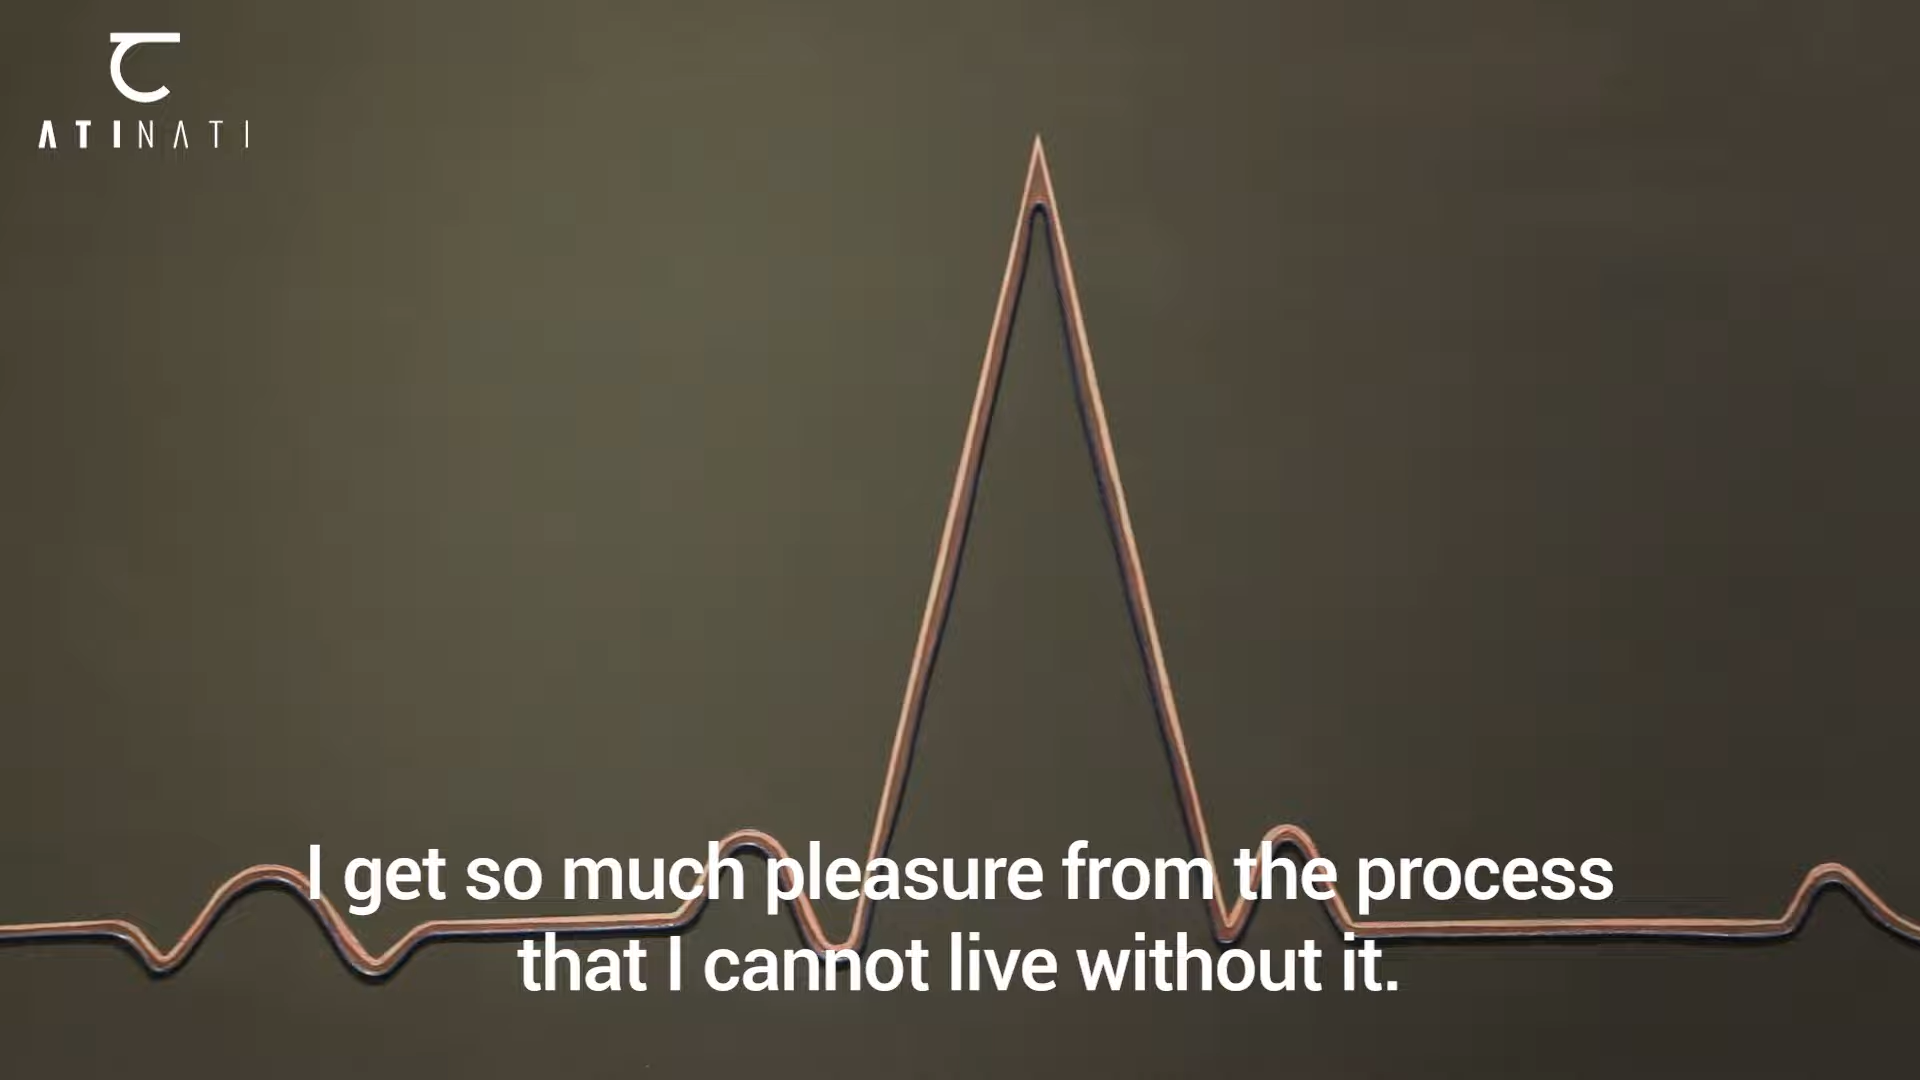 ATINATI
I get so much pleasure from the process
that I cannot live without it.